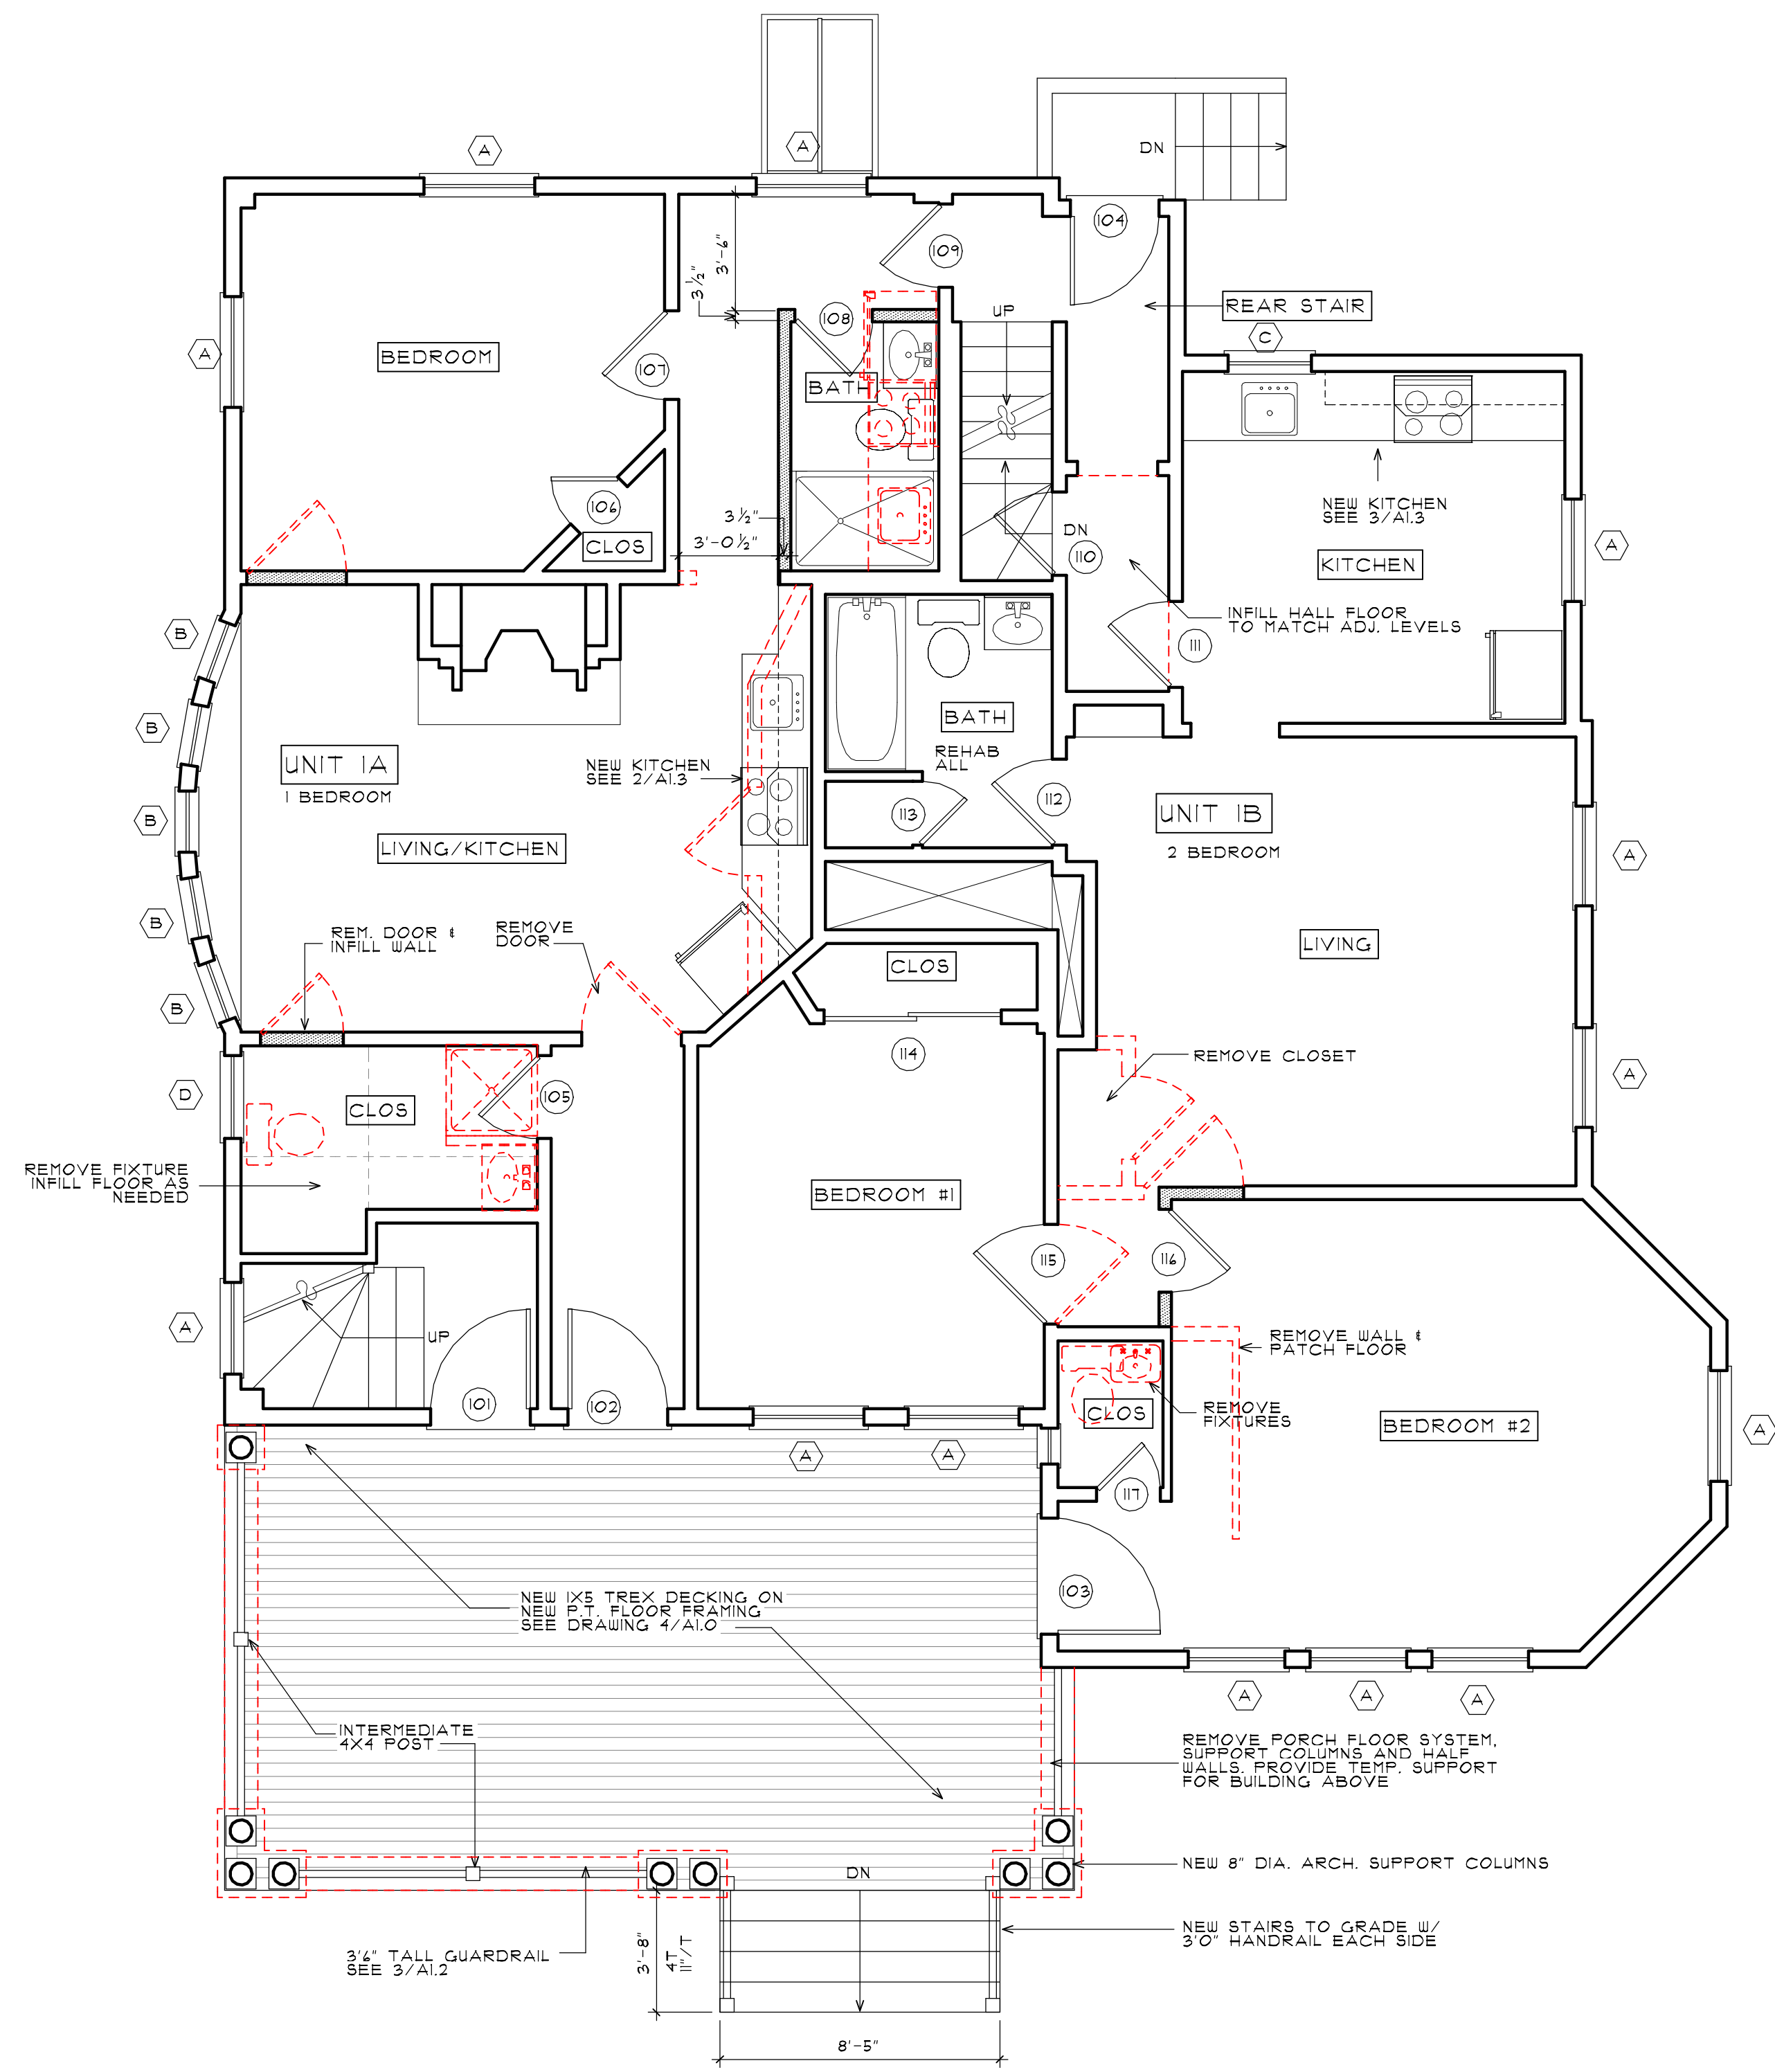 A
A
DN
104
109
3'-6"
3 1/2"
REAR STAIR
UP
108
C
A
BEDROOM
107
BATH
NEW KITCHEN
SEE 3/A1.3
106
CLOS
3 1/2"
3'-0 1/2"
DN
110
A
KITCHEN
INFILL HALL FLOOR
TO MATCH ADJ. LEVELS
B
111
BATH
REHAB
ALL
B
UNIT 1A
1 BEDROOM
NEW KITCHEN
SEE 2/A1.3
112
113
UNIT 1B
2 BEDROOM
B
LIVING/KITCHEN
A
B
REM. DOOR &
INFILL WALL
REMOVE
DOOR
LIVING
CLOS
B
114
REMOVE CLOSET
A
D
105
CLOS
REMOVE FIXTURE
INFILL FLOOR AS
NEEDED
BEDROOM #1
115
116
A
UP
REMOVE WALL &
PATCH FLOOR
101
102
CLOS
REMOVE
FIXTURES
BEDROOM #2
A
A
A
117
103
NEW 1X5 TREX DECKING ON
NEW P.T. FLOOR FRAMING
SEE DRAWING 4/A1.0
A
A
A
INTERMEDIATE
4X4 POST
REMOVE PORCH FLOOR SYSTEM,
SUPPORT COLUMNS AND HALF
WALLS. PROVIDE TEMP. SUPPORT
FOR BUILDING ABOVE
DN
NEW 8" DIA. ARCH. SUPPORT COLUMNS
3'6" TALL GUARDRAIL
SEE 3/A1.2
3'-8"
4T
11"/T
NEW STAIRS TO GRADE W/
3'0" HANDRAIL EACH SIDE
8'-5"